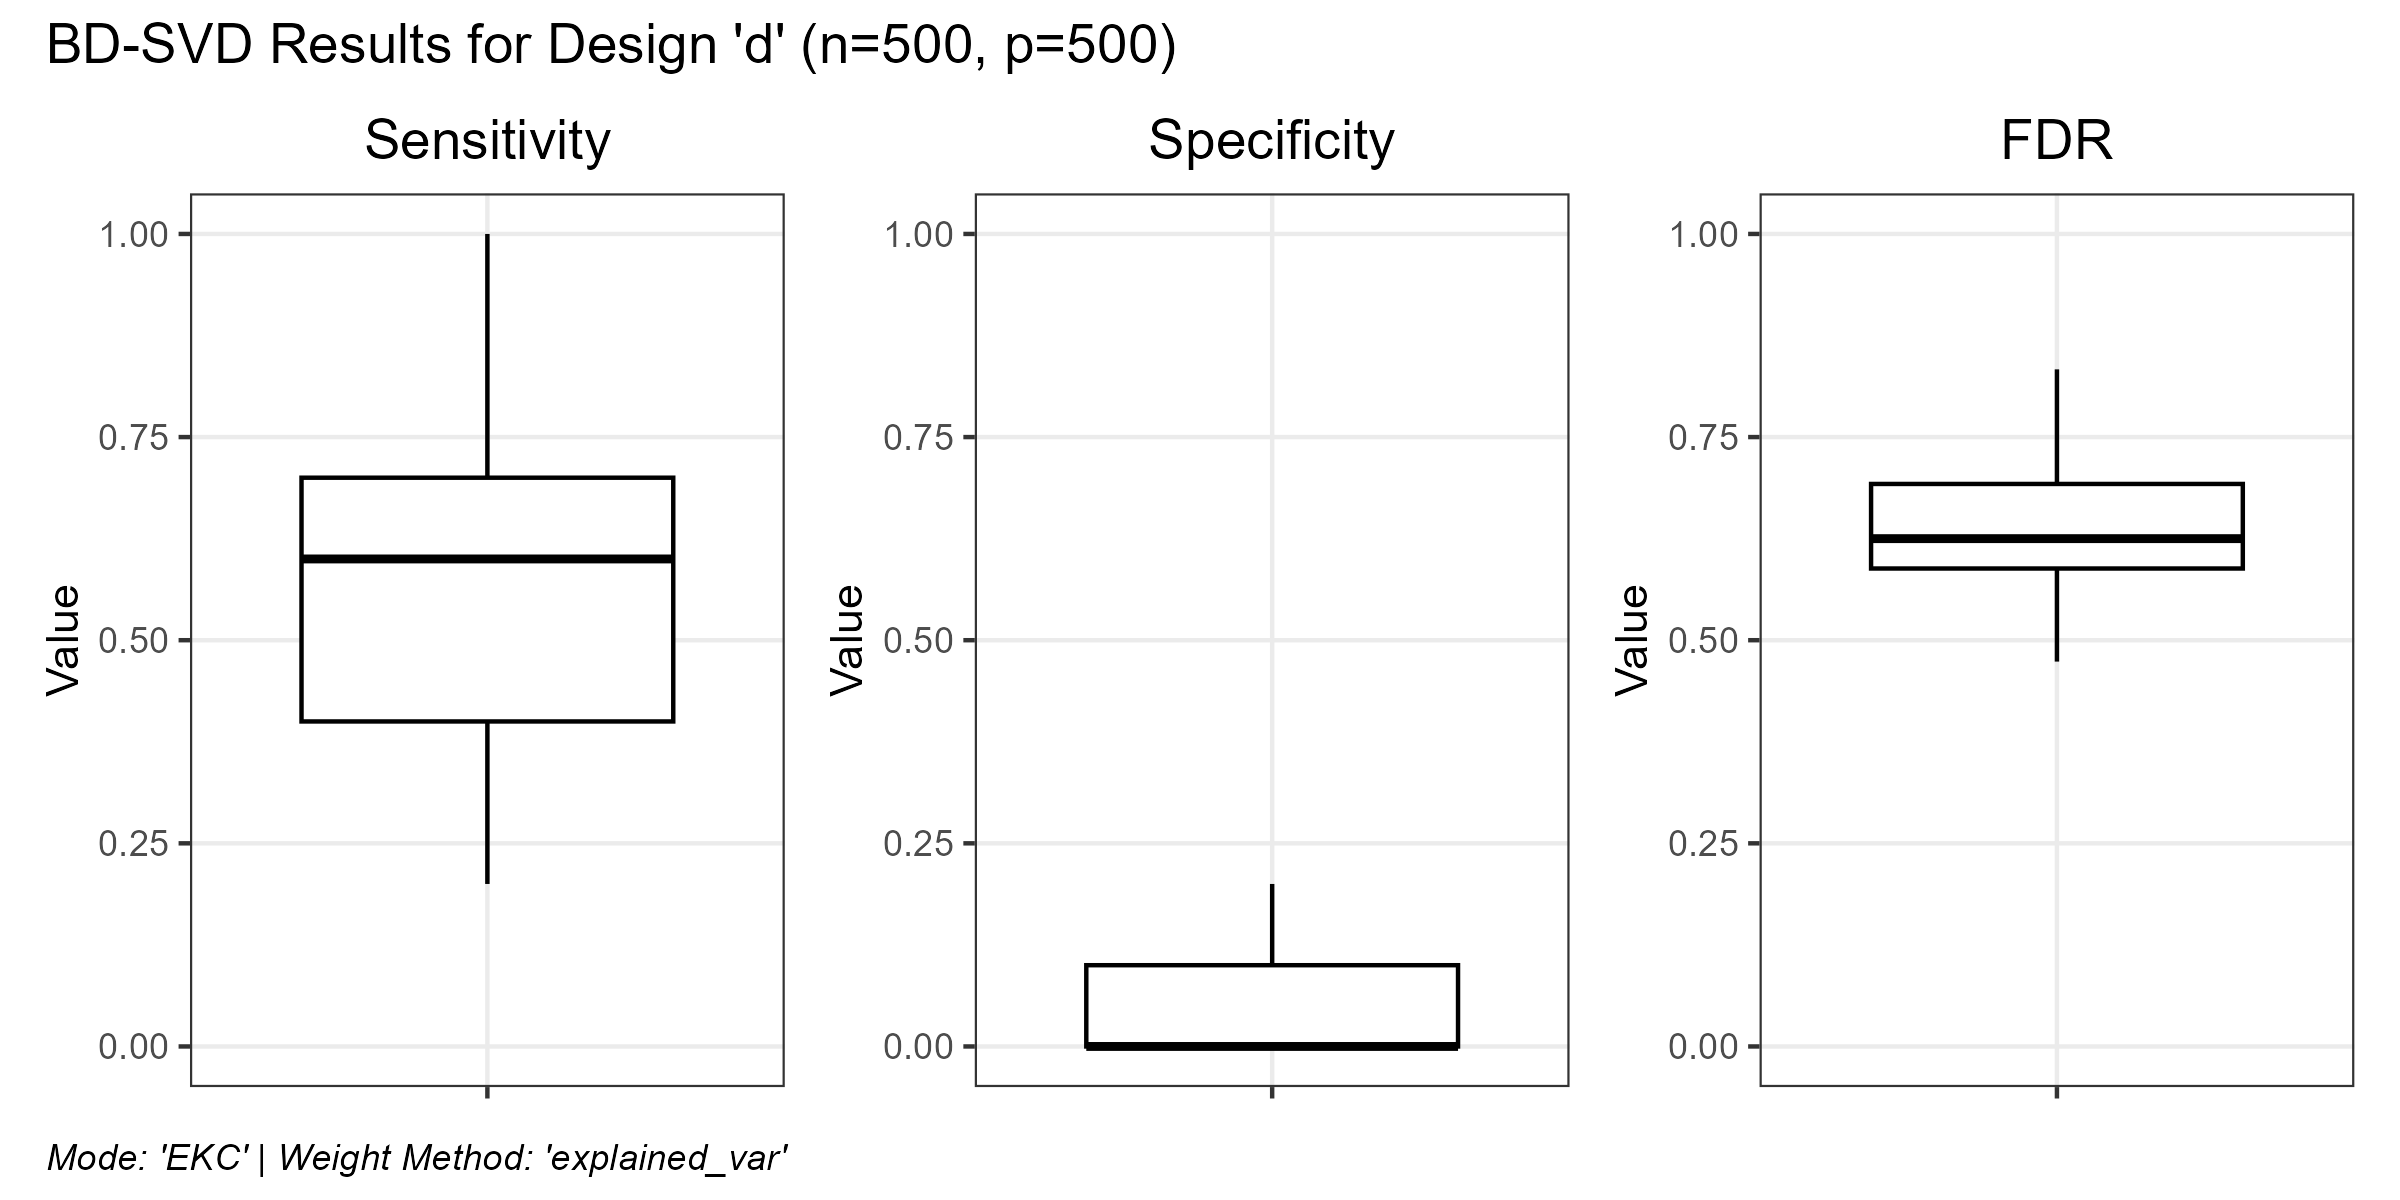 BD-SVD Results for Design 'd' (n=500, p=500)
Sensitivity
Value
1.00
0.75
0.50
0.25
0.00
Specificity
Value
1.00
0.75
0.50
0.25
0.00
FDR
Value
1.00
0.75
0.50
0.25
0.00
Mode: 'EKC' | Weight Method: 'explained_var'